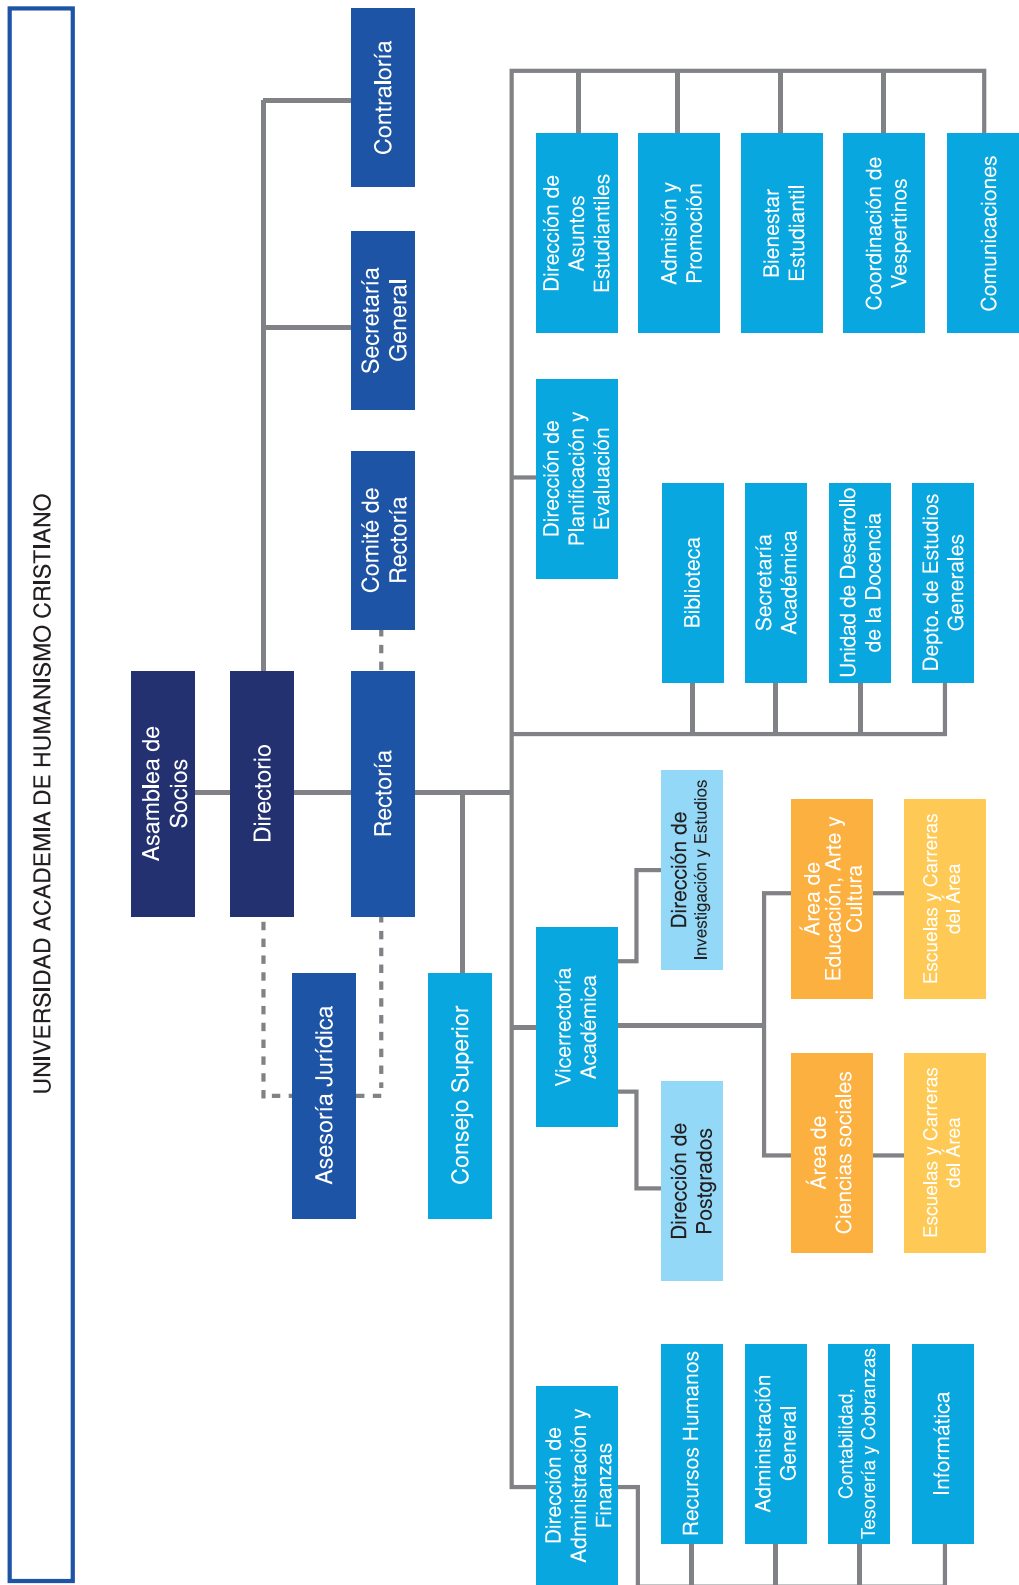 UNIVERSIDAD ACADEMIA DE HUMANISMO CRISTIANO
Asamblea de
Socios
Directorio
Asesoría Jurídica
Rectoría
Comité de
Rectoría
Secretaría
General
Contraloría
Consejo Superior
Dirección de
Administración y
Finanzas
Vicerrectoría
Académica
Dirección de
Planificación y
Evaluación
Dirección de
Asuntos
Estudiantiles
Recursos Humanos
Administración
General
Contabilidad,
Tesorería y Cobranzas
Informática
Dirección de
Postgrados
Dirección de
Investigación y Estudios
Área de
Ciencias sociales
Escuelas y Carreras
del Área
Área de
Educación, Arte y
Cultura
Escuelas y Carreras
del Área
Biblioteca
Secretaría
Académica
Unidad de Desarrollo
de la Docencia
Depto. de Estudios
Generales
Admisión y
Promoción
Bienestar
Estudiantil
Coordinación de
Vespertinos
Comunicaciones